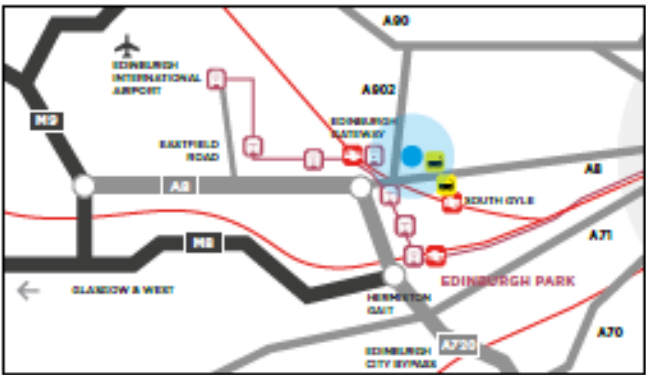 A90
EDINBURGH
INTERNATIONAL
AIRPORT
A902
M9
EDINBURGH
GATEWAY
EASTFIELD
ROAD
A8
A8
SOUTH GYLE
M8
A71
EDINBURGH PARK
GLASGOW & WEST
HERMISTON
GAIT
A70
A720
EDINBURGH
CITY BYPASS